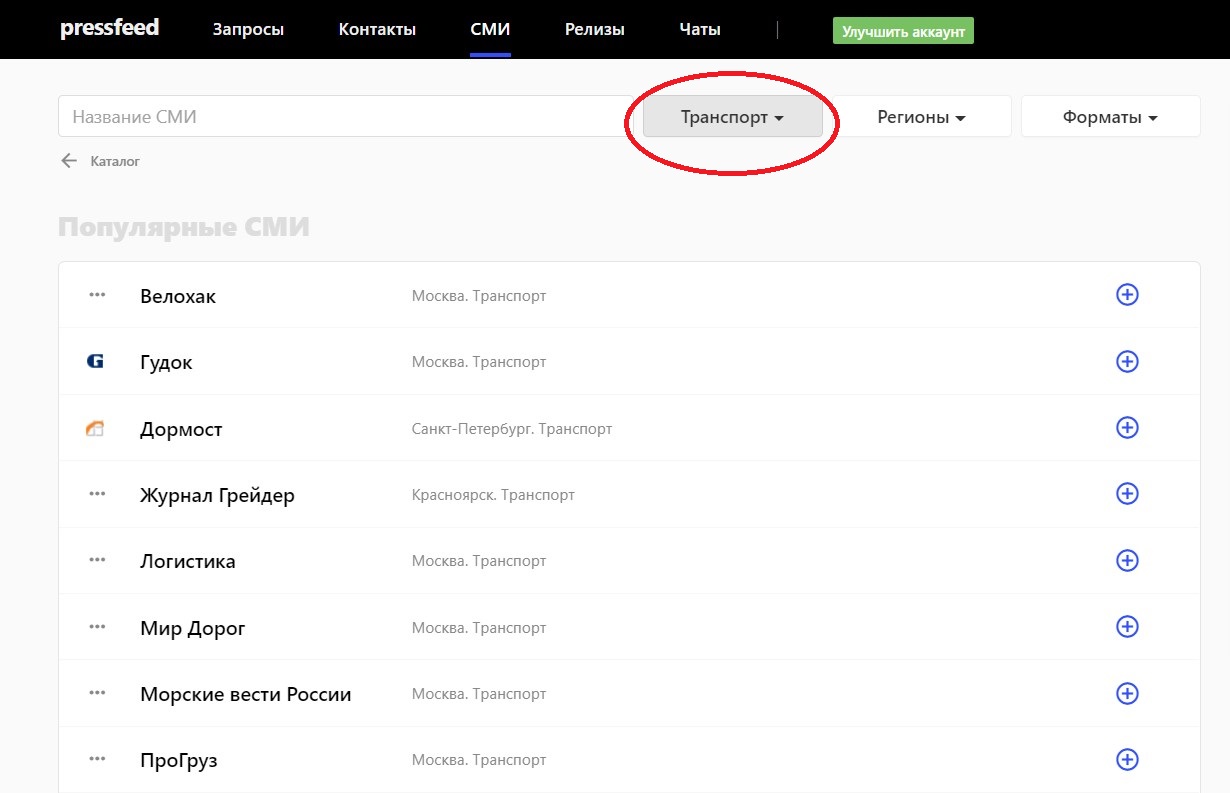 pressfeed Запросы Контакты СМИ Релизы Чаты Улучшить аккаунт
Название СМИ Транспорт Регионы Форматы
Каталог
Популярные СМИ
Велохак Москва. Транспорт
Гудок Москва. Транспорт
Дормост Санкт-Петербург. Транспорт
Журнал Грейдер Красноярск. Транспорт
Логистика Москва. Транспорт
Мир Дорог Москва. Транспорт
Морские вести России Москва. Транспорт
ПроГруз Москва. Транспорт